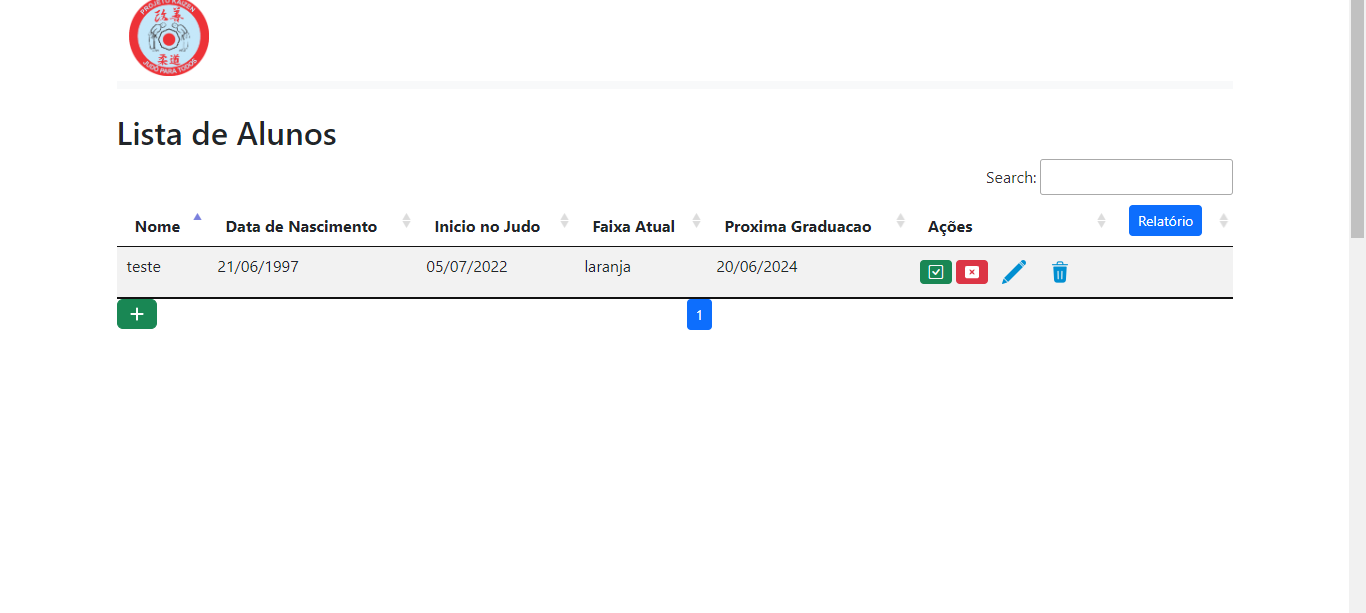 PROJETO KAIZEN
改善
柔道
JUDÔ PARA TODOS
Lista de Alunos
Search:
Nome Data de Nascimento Inicio no Judo Faixa Atual Proxima Graduacao Ações Relatório
teste 21/06/1997 05/07/2022 laranja 20/06/2024
+ 1